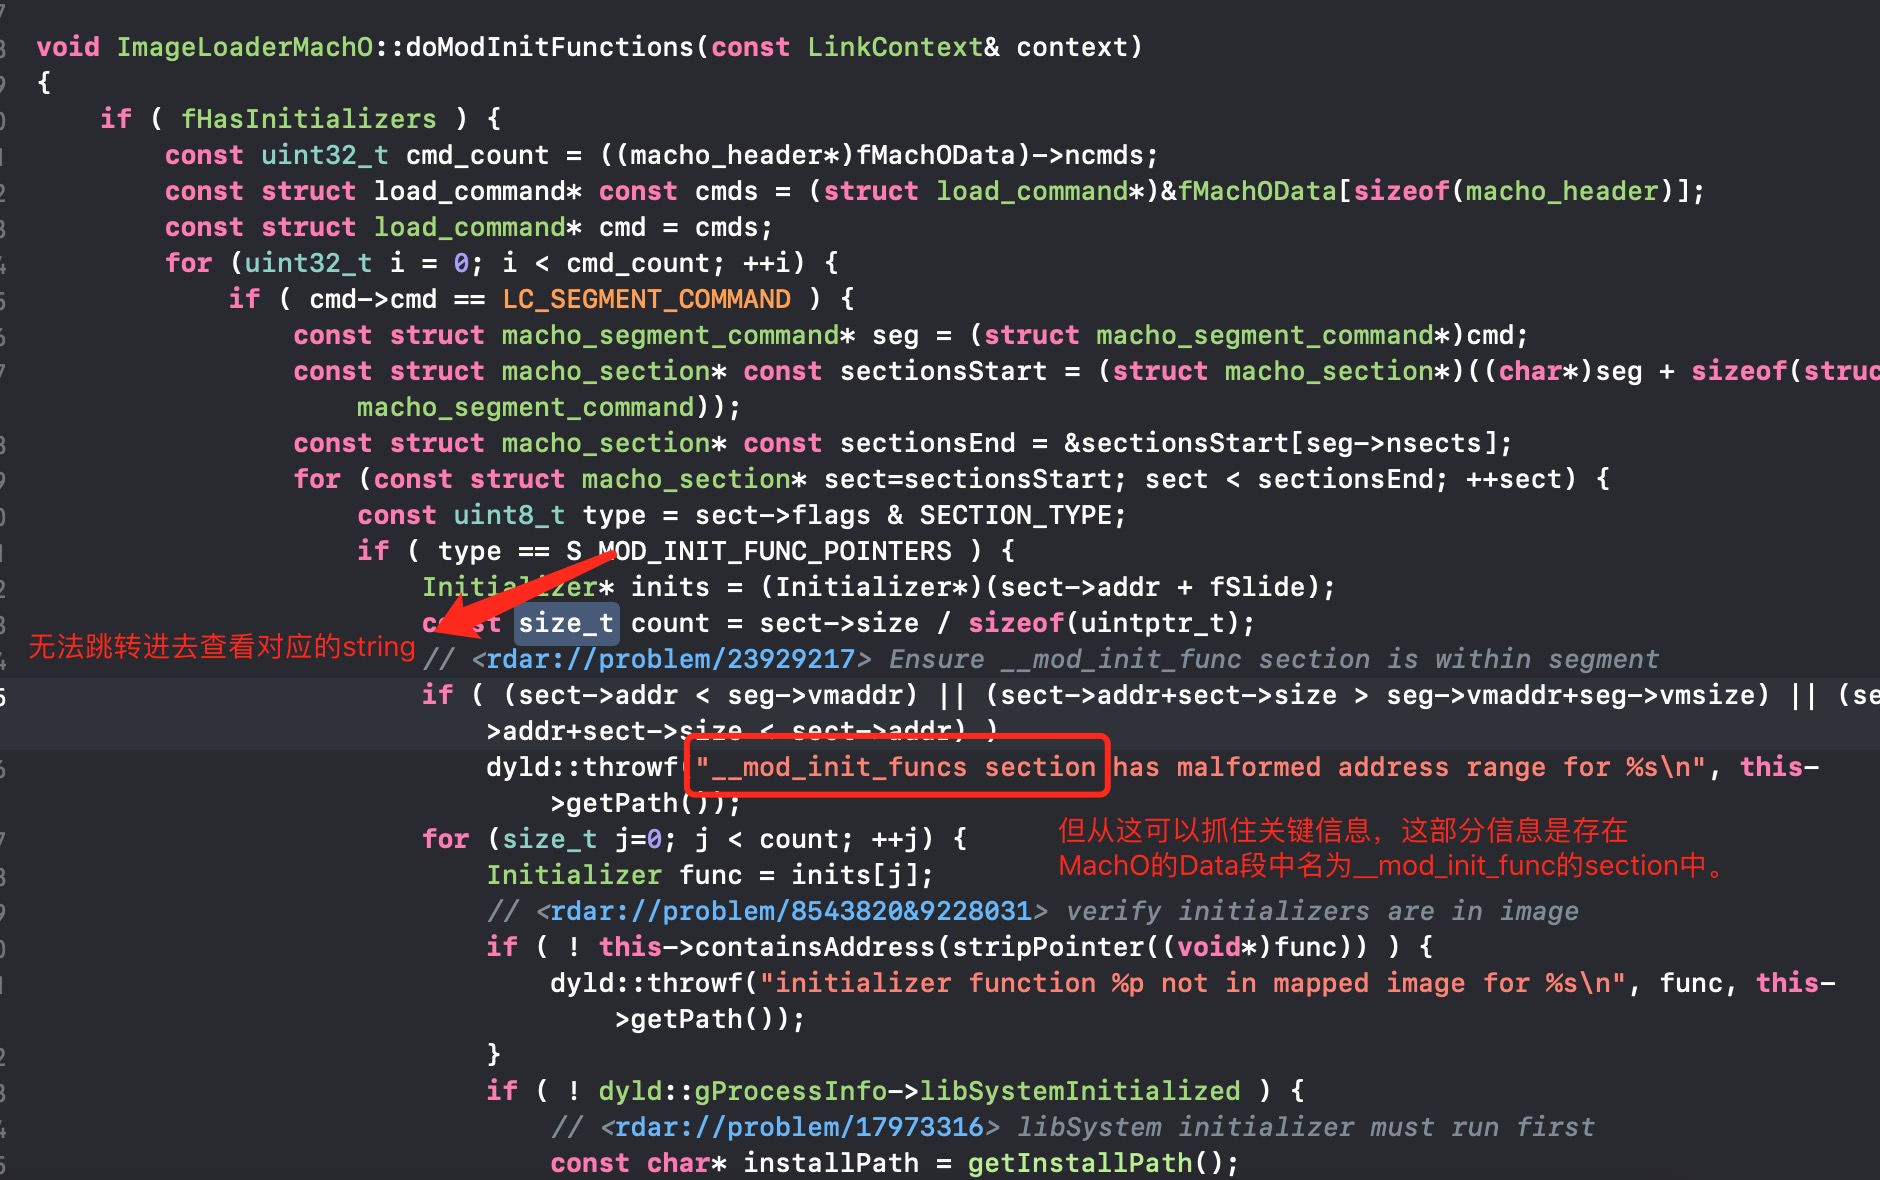 void ImageLoaderMachO::doModInitFunctions(const LinkContext& context)
{
if ( fHasInitializers ) {
const uint32_t cmd_count = ((macho_header*)fMachOData)->ncmds;
const struct load_command* const cmds = (struct load_command*)&fMachOData[sizeof(macho_header)];
const struct load_command* cmd = cmds;
for (uint32_t i = 0; i < cmd_count; ++i) {
if ( cmd->cmd == LC_SEGMENT_COMMAND ) {
const struct macho_segment_command* seg = (struct macho_segment_command*)cmd;
const struct macho_section* const sectionsStart = (struct macho_section*)((char*)seg + sizeof(struc
macho_segment_command));
const struct macho_section* const sectionsEnd = &sectionsStart[seg->nsects];
for (const struct macho_section* sect=sectionsStart; sect < sectionsEnd; ++sect) {
const uint8_t type = sect->flags & SECTION_TYPE;
if ( type == S_MOD_INIT_FUNC_POINTERS ) {
Initializer* inits = (Initializer*)(sect->addr + fSlide);
const size_t count = sect->size / sizeof(uintptr_t);
无法跳转进去查看对应的string
// <rdar://problem/23929217> Ensure __mod_init_func section is within segment
if ( (sect->addr < seg->vmaddr) || (sect->addr+sect->size > seg->vmaddr+seg->vmsize) || (se
>addr+sect->size < sect->addr) )
dyld::throwf("__mod_init_funcs section has malformed address range for %s\n", this-
>getPath());
for (size_t j=0; j < count; ++j) {
但从这可以抓住关键信息，这部分信息是存在
MachO的Data段中名为__mod_init_func的section中。
Initializer func = inits[j];
// <rdar://problem/8543820&9228031> verify initializers are in image
if ( ! this->containsAddress(stripPointer((void*)func)) ) {
dyld::throwf("initializer function %p not in mapped image for %s\n", func, this-
>getPath());
}
if ( ! dyld::gProcessInfo->libSystemInitialized ) {
// <rdar://problem/17973316> libSystem initializer must run first
const char* installPath = getInstallPath();